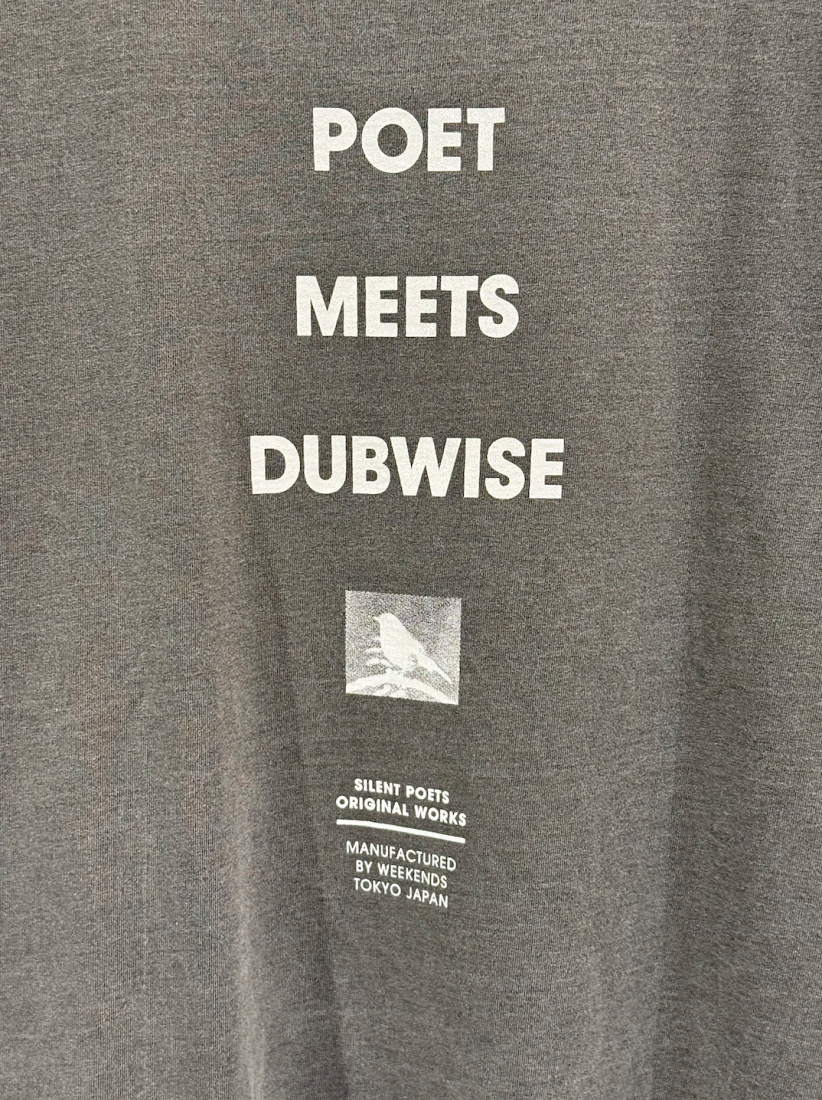 POET
MEETS
DUBWISE
SILENT POETS
ORIGINAL WORKS
MANUFACTURED
BY WEEKENDS
TOKYO JAPAN